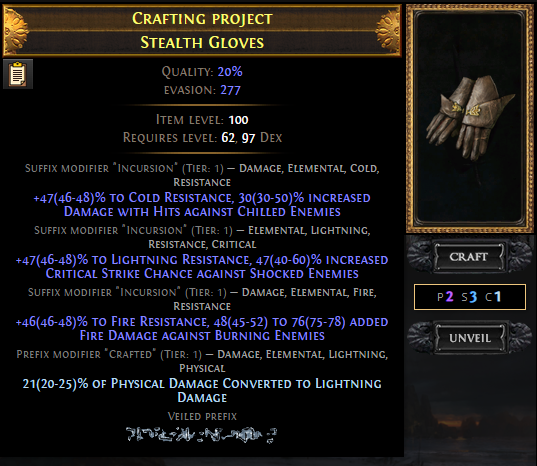 Crafting project
Stealth Gloves
Quality: 20%
evasion: 277
Item level: 100
Requires level: 62, 97 Dex
Suffix modifier "Incursion" (Tier: 1) — Damage, Elemental, Cold,
Resistance
+47(46-48)% to Cold Resistance, 30(30-50)% increased
Damage with Hits against Chilled Enemies
Suffix modifier "Incursion" (Tier: 1) — Elemental, Lightning,
Resistance, Critical
+47(46-48)% to Lightning Resistance, 47(40-60)% increased
Critical Strike Chance against Shocked Enemies
Suffix modifier "Incursion" (Tier: 1) — Damage, Elemental, Fire,
Resistance
+46(46-48)% to Fire Resistance, 48(45-52) to 76(75-78) added
Fire Damage against Burning Enemies
Prefix modifier "Crafted" (Tier: 1) — Damage, Elemental, Lightning,
Physical
21(20-25)% of Physical Damage Converted to Lightning
Damage
Veiled prefix
CRAFT
P2 S3 C1
UNVEIL